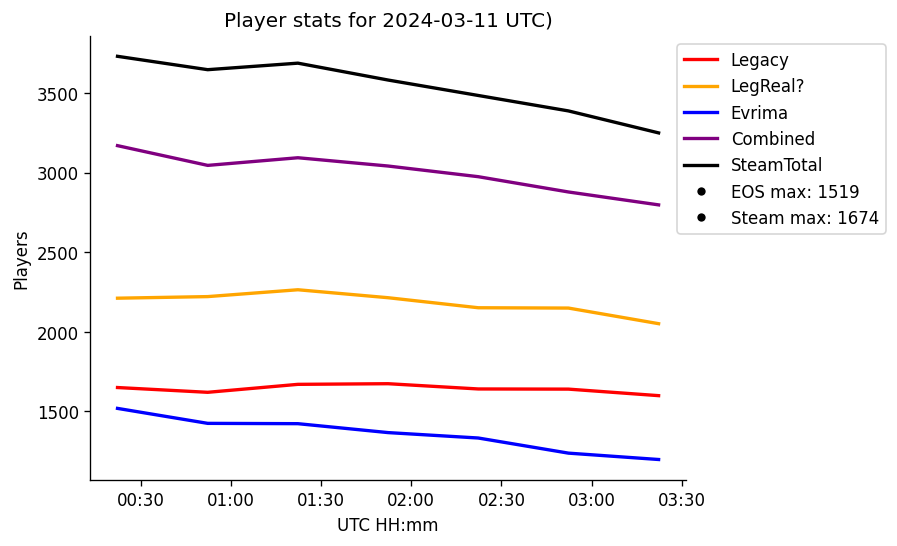 Player stats for 2024-03-11 UTC)
Legacy
LegReal?
Evrima
Combined
SteamTotal
EOS max: 1519
Steam max: 1674
Players
3500
3000
2500
2000
1500
00:30 01:00 01:30 02:00 02:30 03:00 03:30
UTC HH:mm